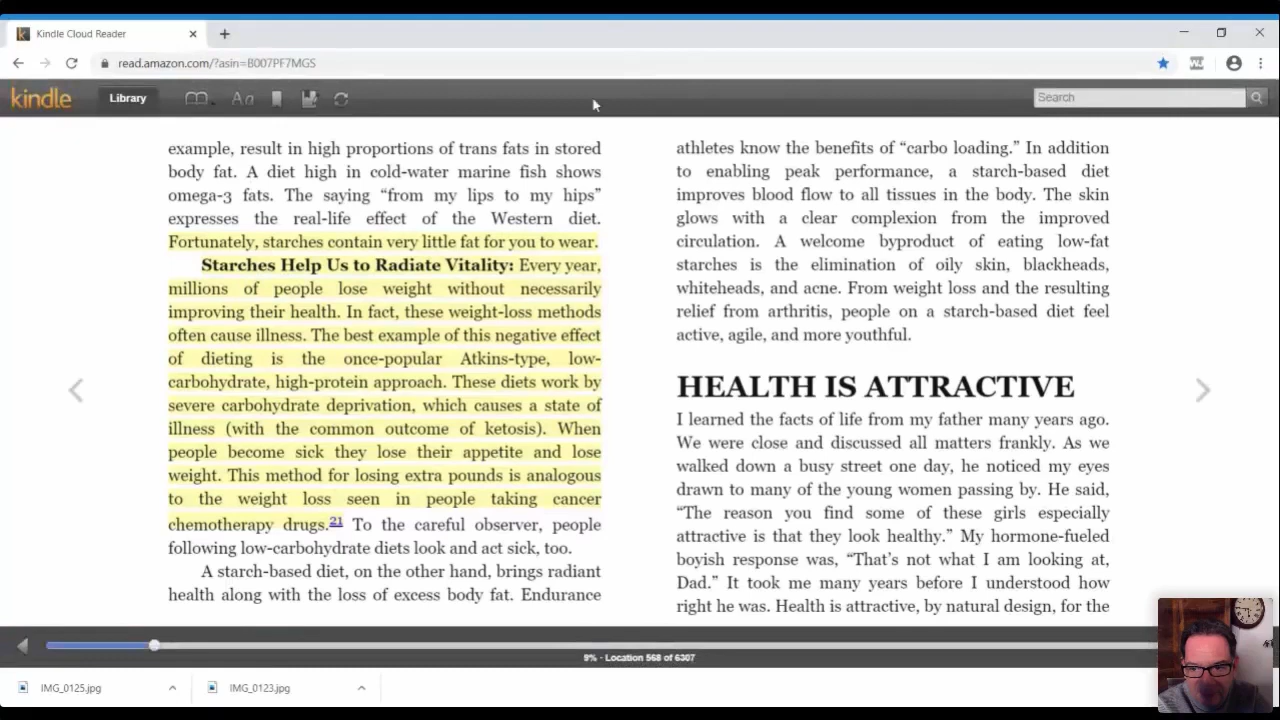 Kindle Cloud Reader
read.amazon.com/?asin=B007PF7MGS
kindle
Library
Aa
Search
example, result in high proportions of trans fats in stored
body fat. A diet high in cold-water marine fish shows
omega-3 fats. The saying “from my lips to my hips”
expresses the real-life effect of the Western diet.
Fortunately, starches contain very little fat for you to wear.
Starches Help Us to Radiate Vitality: Every year,
millions of people lose weight without necessarily
improving their health. In fact, these weight-loss methods
often cause illness. The best example of this negative effect
of dieting is the once-popular Atkins-type, low-
carbohydrate, high-protein approach. These diets work by
severe carbohydrate deprivation, which causes a state of
illness (with the common outcome of ketosis). When
people become sick they lose their appetite and lose
weight. This method for losing extra pounds is analogous
to the weight loss seen in people taking cancer
chemotherapy drugs.21 To the careful observer, people
following low-carbohydrate diets look and act sick, too.
A starch-based diet, on the other hand, brings radiant
health along with the loss of excess body fat. Endurance
athletes know the benefits of “carbo loading.” In addition
to enabling peak performance, a starch-based diet
improves blood flow to all tissues in the body. The skin
glows with a clear complexion from the improved
circulation. A welcome byproduct of eating low-fat
starches is the elimination of oily skin, blackheads,
whiteheads, and acne. From weight loss and the resulting
relief from arthritis, people on a starch-based diet feel
active, agile, and more youthful.
HEALTH IS ATTRACTIVE
I learned the facts of life from my father many years ago.
We were close and discussed all matters frankly. As we
walked down a busy street one day, he noticed my eyes
drawn to many of the young women passing by. He said,
“The reason you find some of these girls especially
attractive is that they look healthy.” My hormone-fueled
boyish response was, “That’s not what I am looking at,
Dad.” It took me many years before I understood how
right he was. Health is attractive, by natural design, for the
9% - Location 568 of 6307
IMG_0125.jpg
IMG_0123.jpg